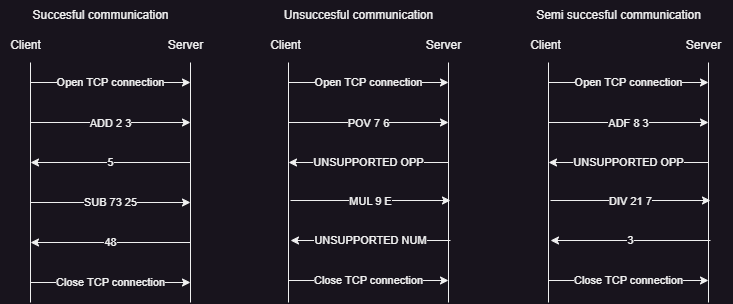 Succesful communication
Client Server
Open TCP connection
ADD 2 3
5
SUB 73 25
48
Close TCP connection
Unsuccesful communication
Client Server
Open TCP connection
POV 7 6
UNSUPPORTED OPP
MUL 9 E
UNSUPPORTED NUM
Close TCP connection
Semi succesful communication
Client Server
Open TCP connection
ADF 8 3
UNSUPPORTED OPP
DIV 21 7
3
Close TCP connection